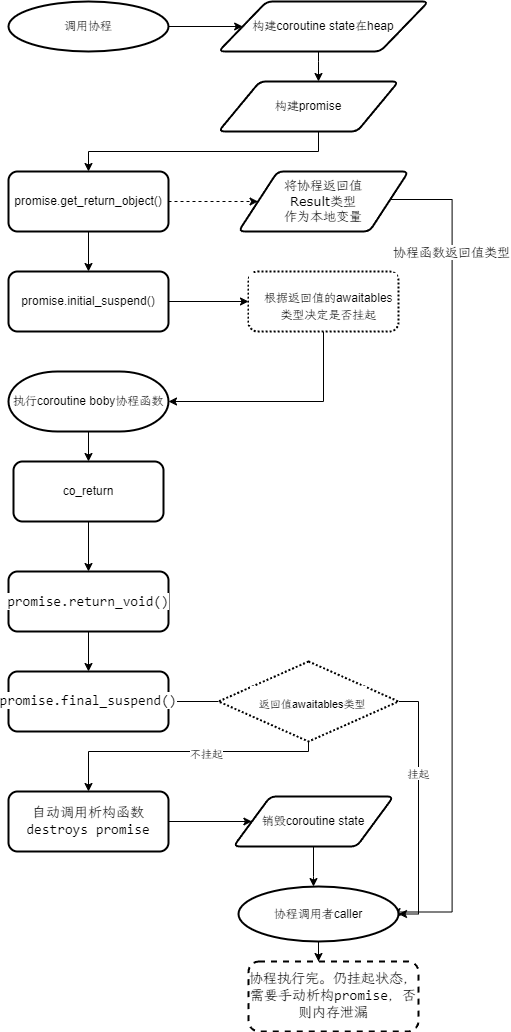 调用协程
构建coroutine state在heap
构建promise
promise.get_return_object()
将协程返回值
Result类型
作为本地变量
协程函数返回值类型
promise.initial_suspend()
根据返回值的awaitables
类型决定是否挂起
执行coroutine boby协程函数
co_return
promise.return_void()
promise.final_suspend()
返回值awaitables类型
不挂起
挂起
自动调用析构函数
destroys promise
销毁coroutine state
协程调用者caller
协程执行完。仍挂起状态，
需要手动析构promise，否
则内存泄漏